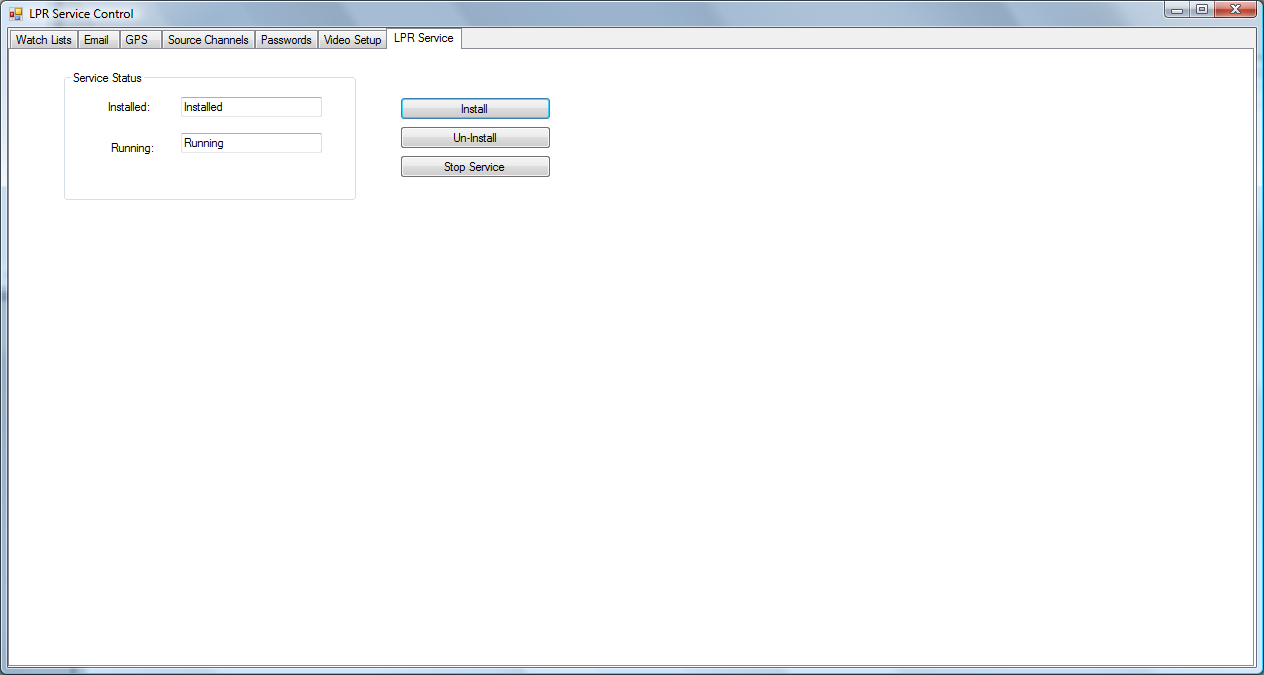 LPR Service Control
Watch Lists Email GPS Source Channels Passwords Video Setup LPR Service
Service Status
Installed: Installed
Running: Running
Install
Un-Install
Stop Service